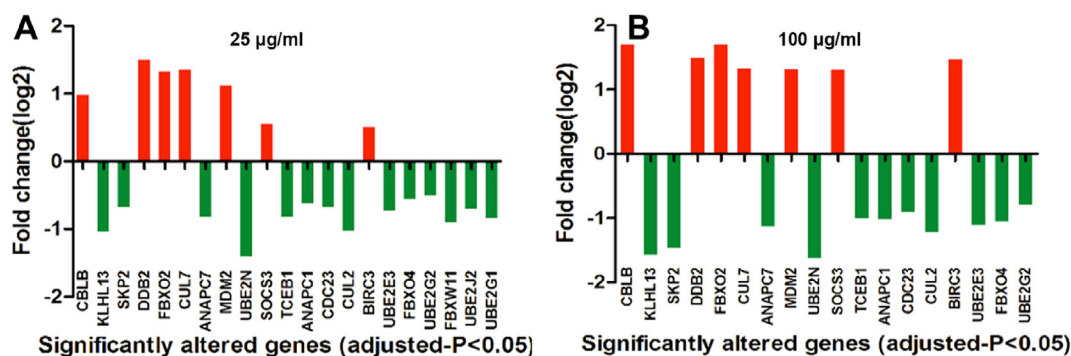 A
25 µg/ml
Fold change(log2)
2
1
0
-1
-2
CBLB
KLHL13
SKP2
DDB2
FBXO2
CUL7
ANAPC7
MDM2
UBE2N
SOCS3
TCEB1
ANAPC1
CDC23
CUL2
BIRC3
UBE2E3
FBXO4
UBE2G2
FBXW11
UBE2J2
UBE2G1
Significantly altered genes (adjusted-P<0.05)
B
100 µg/ml
Fold change(log2)
2
1
0
-1
-2
CBLB
KLHL13
SKP2
DDB2
FBXO2
CUL7
ANAPC7
MDM2
UBE2N
SOCS3
TCEB1
ANAPC1
CDC23
CUL2
BIRC3
UBE2E3
FBXO4
UBE2G2
Significantly altered genes (adjusted-P<0.05)